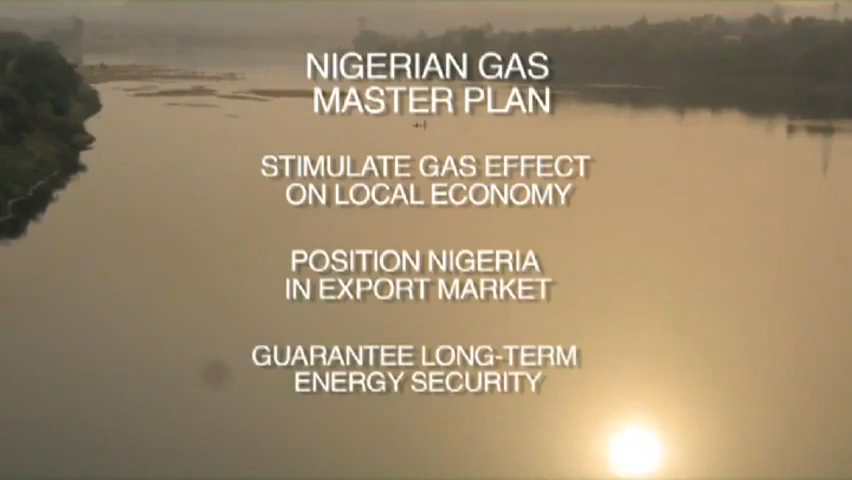 NIGERIAN GAS
MASTER PLAN
STIMULATE GAS EFFECT
ON LOCAL ECONOMY
POSITION NIGERIA
IN EXPORT MARKET
GUARANTEE LONG-TERM
ENERGY SECURITY